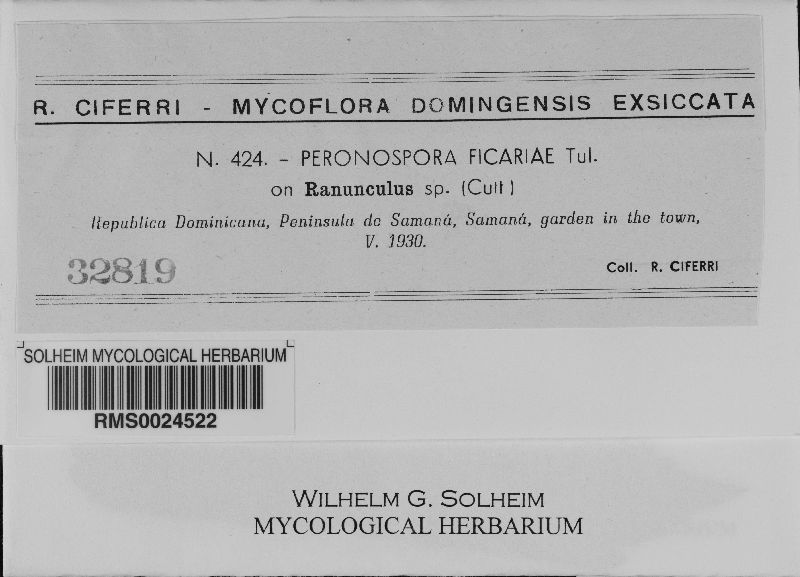 R. CIFERRI - MYCOFLORA DOMINGENSIS EXSICCATA
N. 424. - PERONOSPORA FICARIAE Tul.
on Ranunculus sp. (Cult)
Republica Dominicana, Peninsula de Samaná, Samaná, garden in the town,
V. 1930.
32819
Coll. R. CIFERRI
SOLHEIM MYCOLOGICAL HERBARIUM
RMS0024522
WILHELM G. SOLHEIM
MYCOLOGICAL HERBARIUM